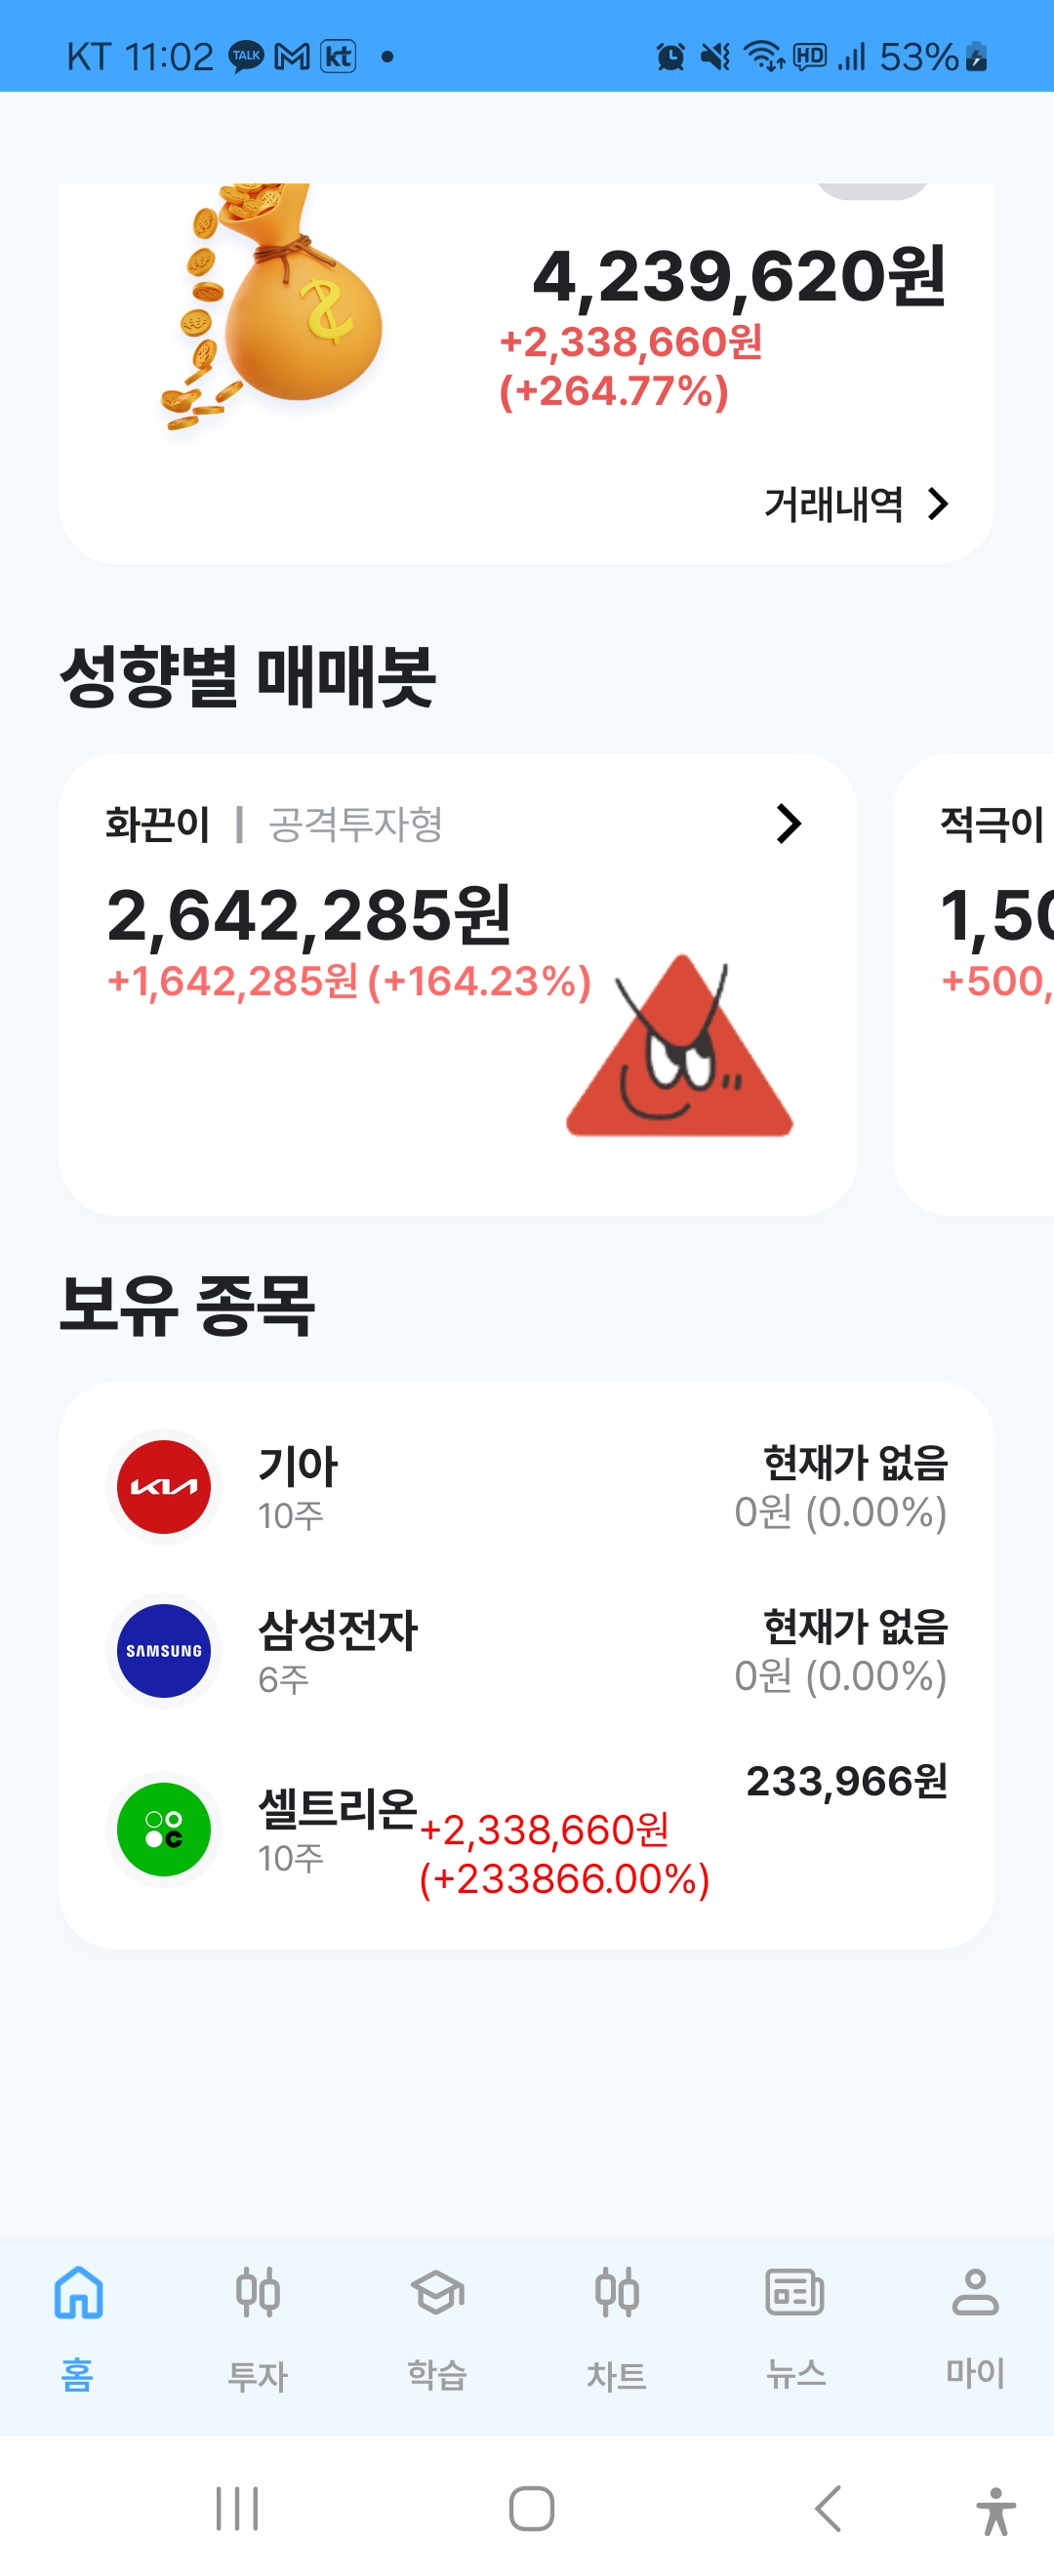 KT 11:02 TALK M kt
HD 53%
4,239,620원
+2,338,660원
(+264.77%)
거래내역
성향별 매매봇
화끈이 | 공격투자형
2,642,285원
+1,642,285원 (+164.23%)
적극이
1,50
+500,
보유 종목
KIA
기아
10주
현재가 없음
0원 (0.00%)
SAMSUNG
삼성전자
6주
현재가 없음
0원 (0.00%)
셀트리온
10주
233,966원
+2,338,660원
(+233866.00%)
홈
투자
학습
차트
뉴스
마이